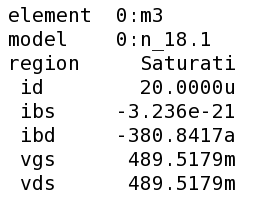 element  0:m3
model    0:n_18.1
region     Saturati
 id        20.0000u
 ibs     -3.236e-21
 ibd     -380.8417a
 vgs      489.5179m
 vds      489.5179m